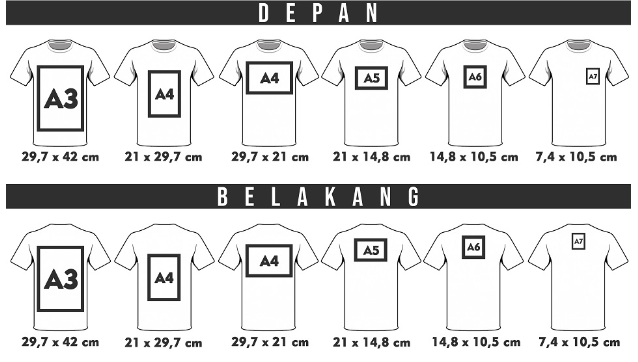 DEPAN
A3 A4 A4 A5 A6 A7
29,7 x 42 cm 21 x 29,7 cm 29,7 x 21 cm 21 x 14,8 cm 14,8 x 10,5 cm 7,4 x 10,5 cm
BELAKANG
A3 A4 A4 A5 A6 A7
29,7 x 42 cm 21 x 29,7 cm 29,7 x 21 cm 21 x 14,8 cm 14,8 x 10,5 cm 7,4 x 10,5 cm